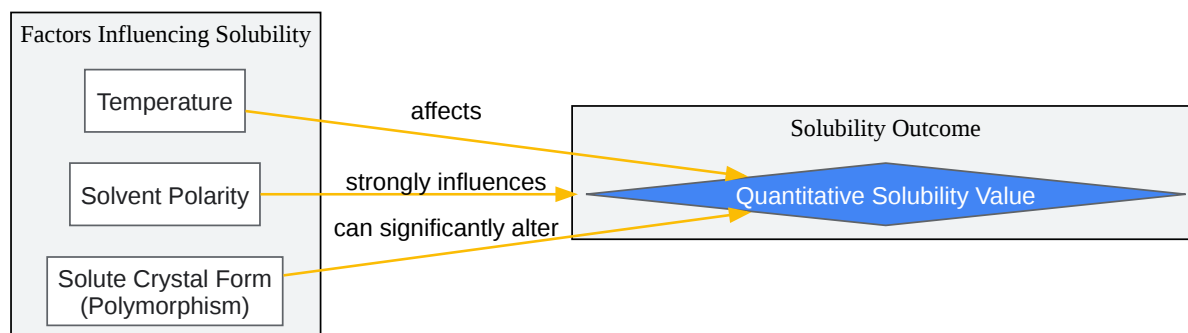 Factors Influencing Solubility
Temperature
affects
Solubility Outcome
Solvent Polarity
strongly influences
Quantitative Solubility Value
can significantly alter
Solute Crystal Form
(Polymorphism)